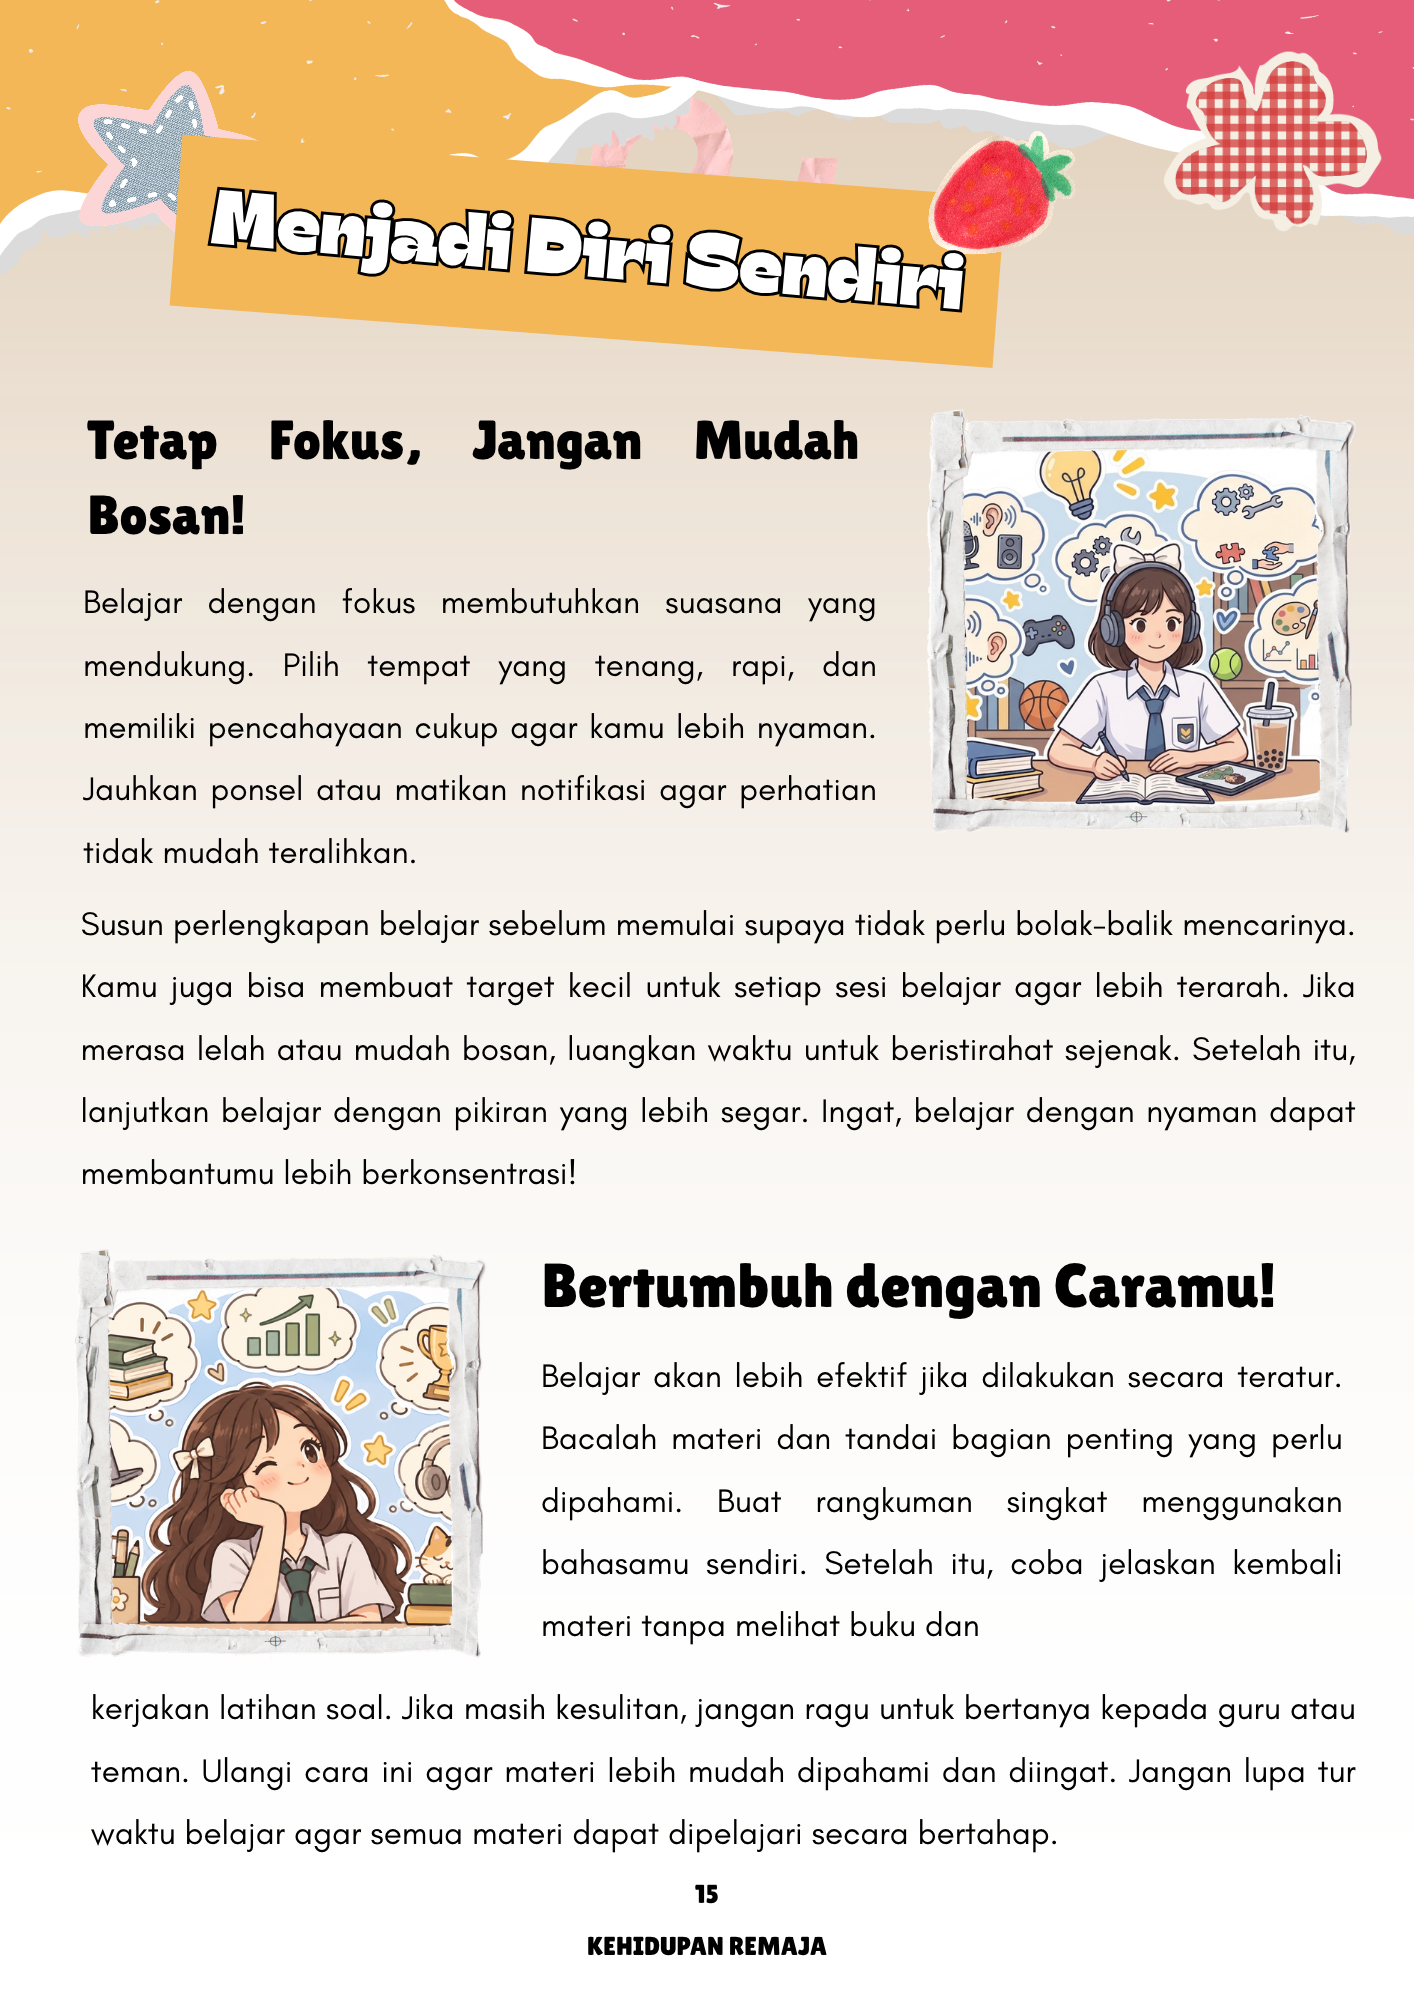 Menjadi Diri Sendiri
Tetap Fokus, Jangan Mudah
Bosan!
Belajar dengan fokus membutuhkan suasana yang
mendukung. Pilih tempat yang tenang, rapi, dan
memiliki pencahayaan cukup agar kamu lebih nyaman.
Jauhkan ponsel atau matikan notifikasi agar perhatian
tidak mudah teralihkan.
Susun perlengkapan belajar sebelum memulai supaya tidak perlu bolak-balik mencarinya.
Kamu juga bisa membuat target kecil untuk setiap sesi belajar agar lebih terarah. Jika
merasa lelah atau mudah bosan, luangkan waktu untuk beristirahat sejenak. Setelah itu,
lanjutkan belajar dengan pikiran yang lebih segar. Ingat, belajar dengan nyaman dapat
membantumu lebih berkonsentrasi!
Bertumbuh dengan Caramu!
Belajar akan lebih efektif jika dilakukan secara teratur.
Bacalah materi dan tandai bagian penting yang perlu
dipahami. Buat rangkuman singkat menggunakan
bahasamu sendiri. Setelah itu, coba jelaskan kembali
materi tanpa melihat buku dan
kerjakan latihan soal. Jika masih kesulitan, jangan ragu untuk bertanya kepada guru atau
teman. Ulangi cara ini agar materi lebih mudah dipahami dan diingat. Jangan lupa tur
waktu belajar agar semua materi dapat dipelajari secara bertahap.
15
KEHIDUPAN REMAJA